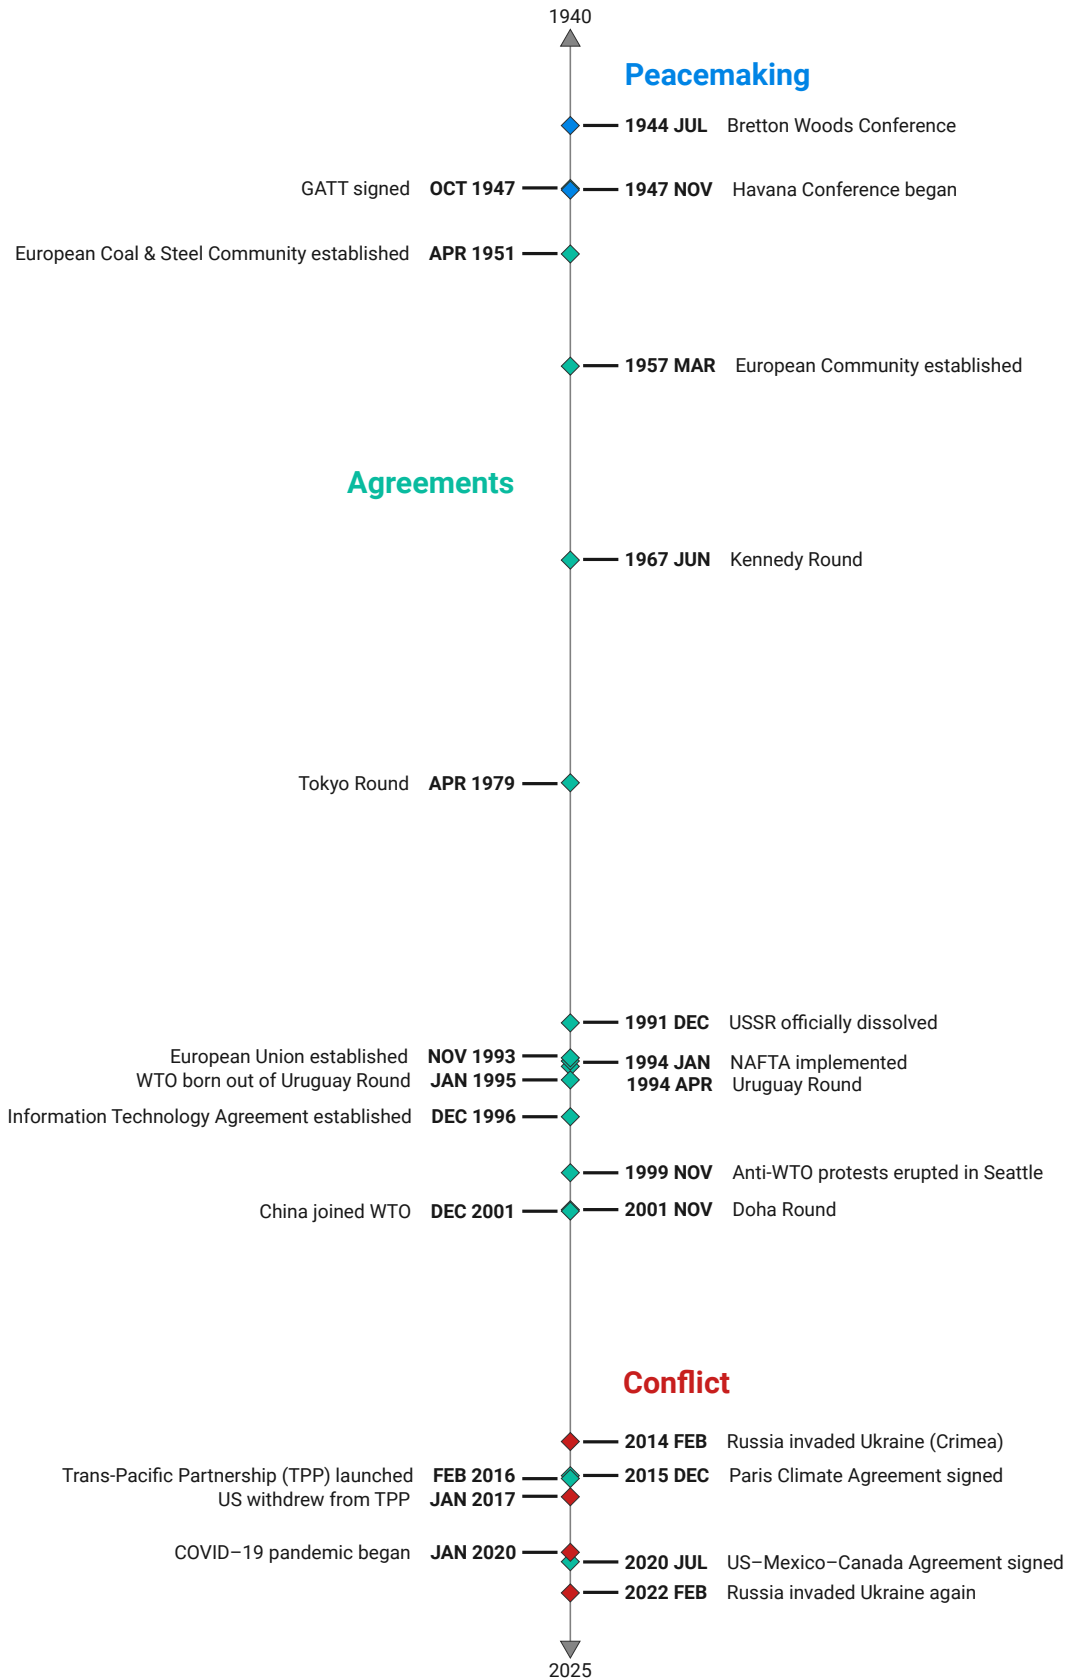 1940
Peacemaking
1944 JUL Bretton Woods Conference
GATT signed OCT 1947
1947 NOV Havana Conference began
European Coal & Steel Community established APR 1951
1957 MAR European Community established
Agreements
1967 JUN Kennedy Round
Tokyo Round APR 1979
1991 DEC USSR officially dissolved
European Union established NOV 1993
1994 JAN NAFTA implemented
WTO born out of Uruguay Round JAN 1995
1994 APR Uruguay Round
Information Technology Agreement established DEC 1996
1999 NOV Anti-WTO protests erupted in Seattle
China joined WTO DEC 2001
2001 NOV Doha Round
Conflict
2014 FEB Russia invaded Ukraine (Crimea)
Trans-Pacific Partnership (TPP) launched FEB 2016
2015 DEC Paris Climate Agreement signed
US withdrew from TPP JAN 2017
COVID–19 pandemic began JAN 2020
2020 JUL US–Mexico–Canada Agreement signed
2022 FEB Russia invaded Ukraine again
2025